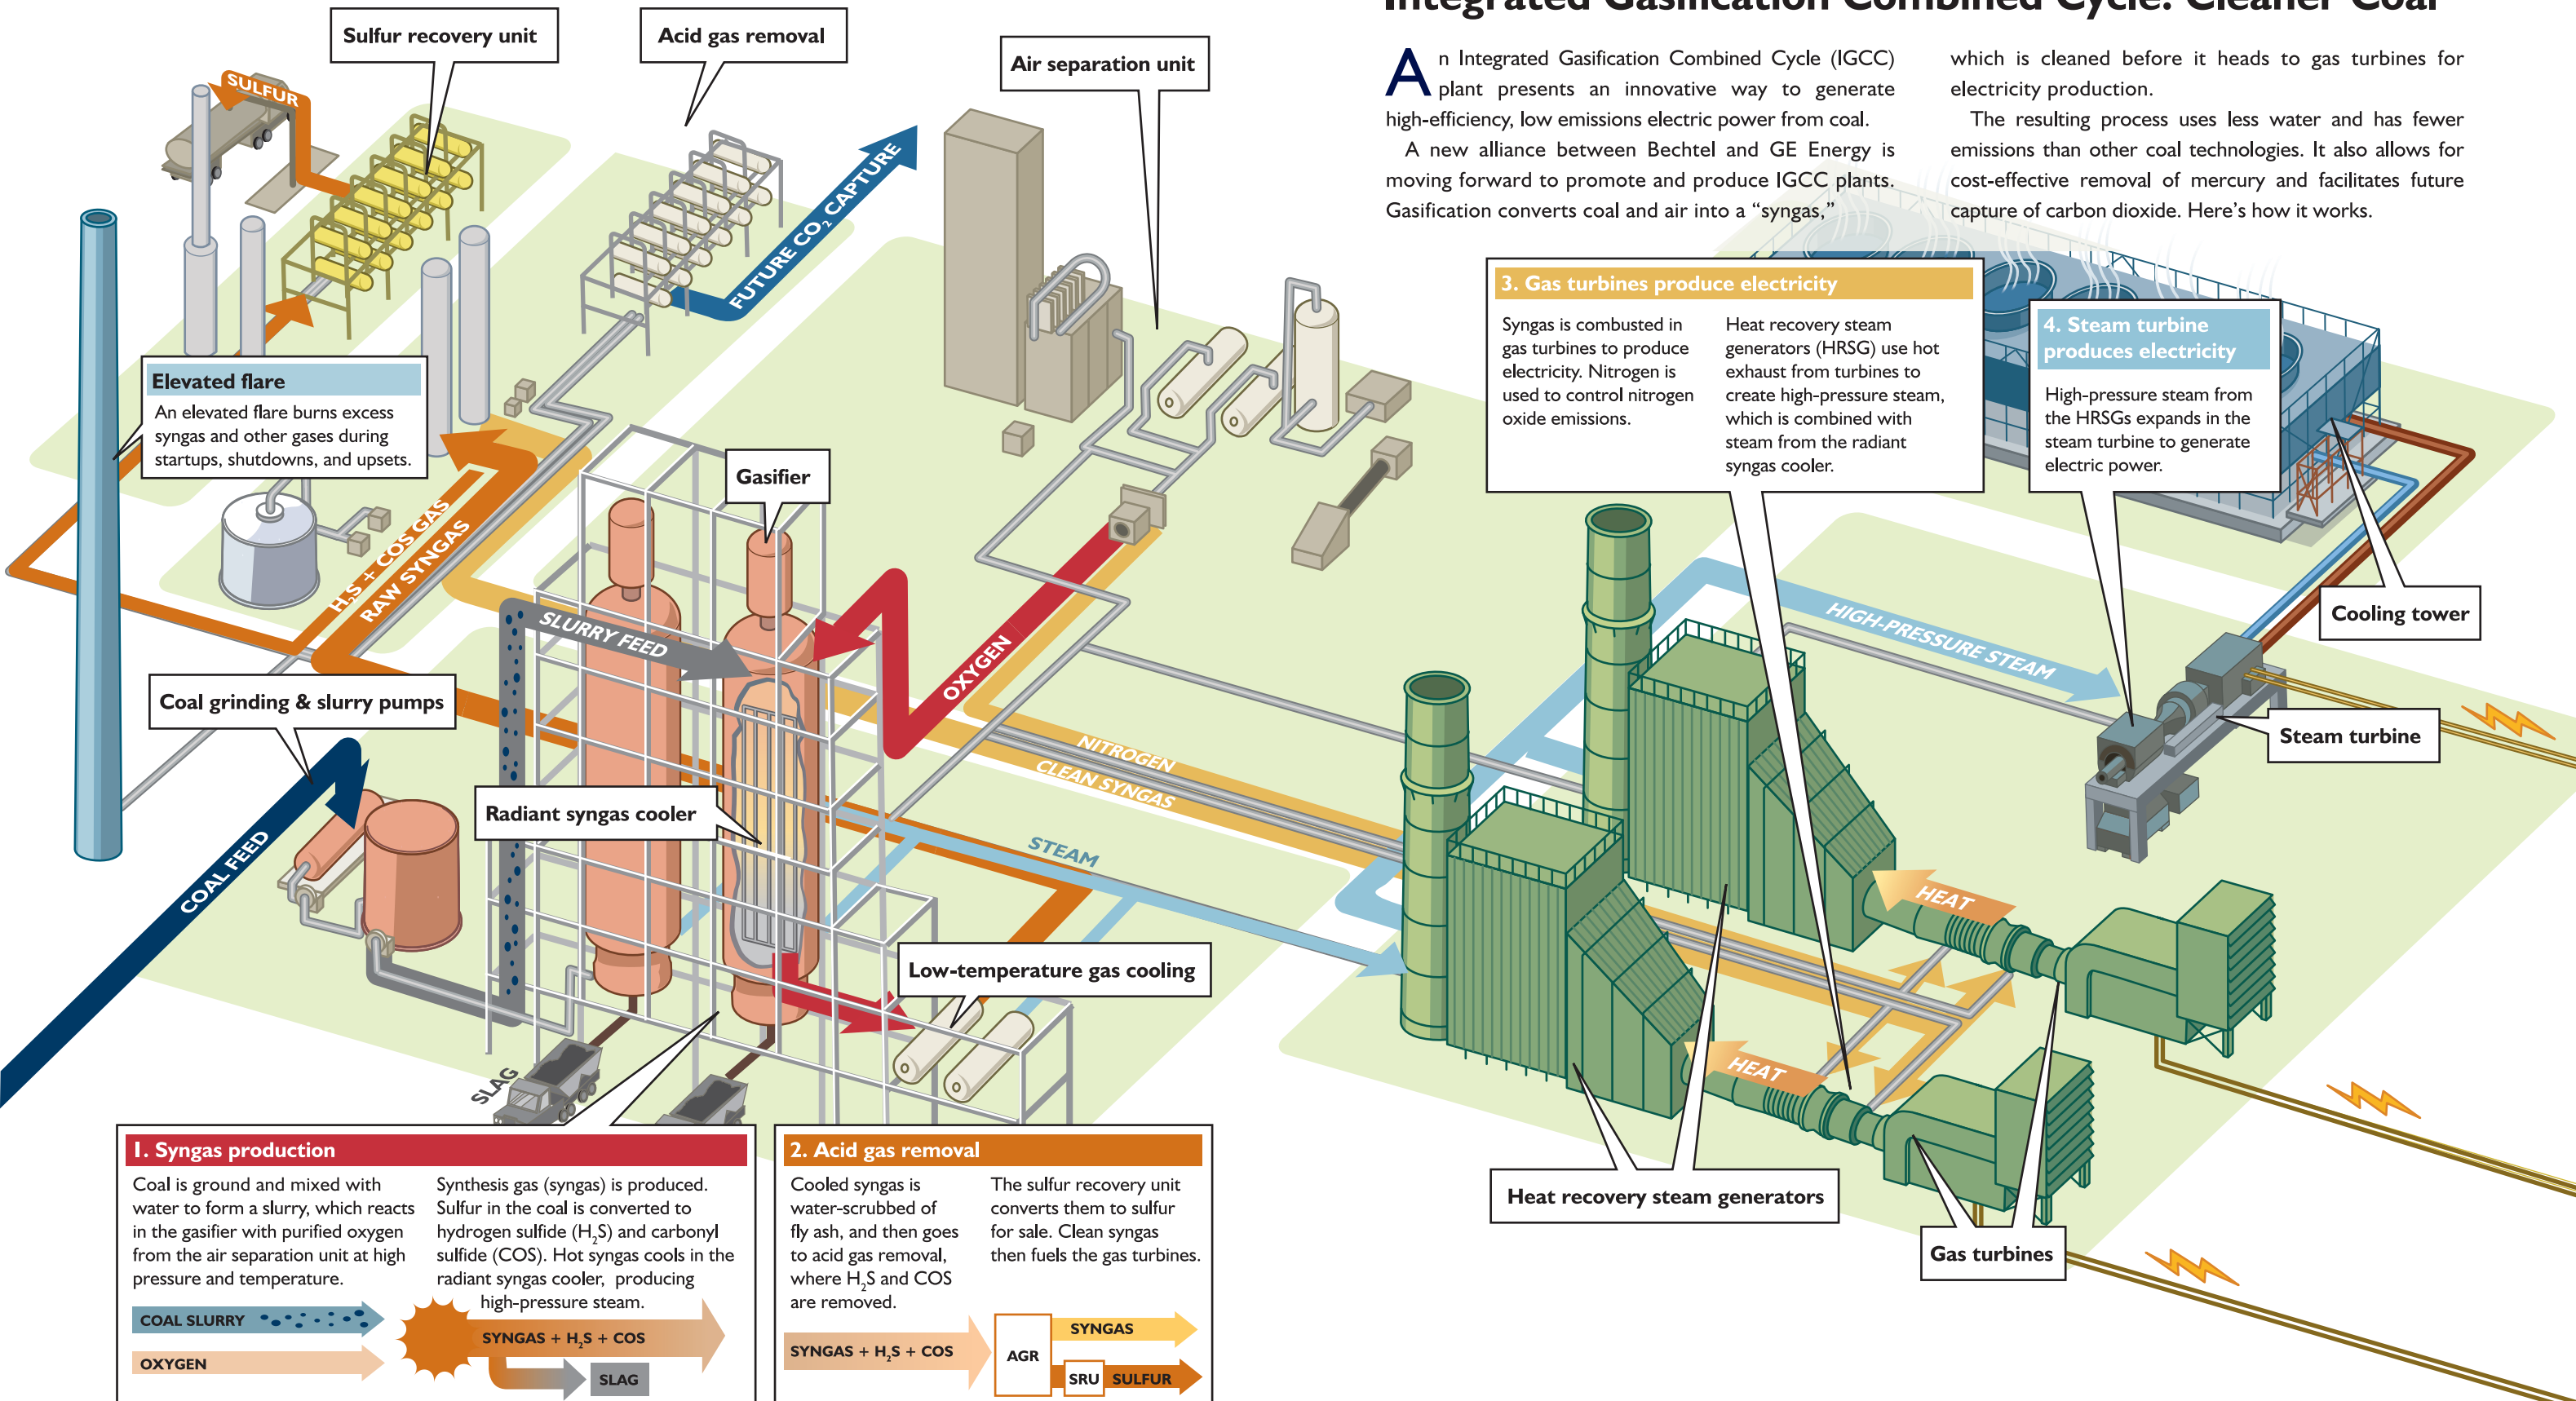 Integrated Gasification Combined Cycle: Cleaner Coal
An Integrated Gasification Combined Cycle (IGCC)
plant presents an innovative way to generate
high-efficiency, low emissions electric power from coal.
A new alliance between Bechtel and GE Energy is
moving forward to promote and produce IGCC plants.
Gasification converts coal and air into a “syngas,”
which is cleaned before it heads to gas turbines for
electricity production.
The resulting process uses less water and has fewer
emissions than other coal technologies. It also allows for
cost-effective removal of mercury and facilitates future
capture of carbon dioxide. Here’s how it works.
Sulfur recovery unit
Acid gas removal
Air separation unit
SULFUR
FUTURE CO₂ CAPTURE
Elevated flare
An elevated flare burns excess
syngas and other gases during
startups, shutdowns, and upsets.
3. Gas turbines produce electricity
Syngas is combusted in
gas turbines to produce
electricity. Nitrogen is
used to control nitrogen
oxide emissions.
Heat recovery steam
generators (HRSG) use hot
exhaust from turbines to
create high-pressure steam,
which is combined with
steam from the radiant
syngas cooler.
4. Steam turbine
produces electricity
High-pressure steam from
the HRSGs expands in the
steam turbine to generate
electric power.
Gasifier
H₂S + COS GAS
RAW SYNGAS
SLURRY FEED
OXYGEN
HIGH-PRESSURE STEAM
Cooling tower
Coal grinding & slurry pumps
Steam turbine
NITROGEN
CLEAN SYNGAS
Radiant syngas cooler
STEAM
COAL FEED
HEAT
Low-temperature gas cooling
HEAT
SLAG
Heat recovery steam generators
Gas turbines
1. Syngas production
Coal is ground and mixed with
water to form a slurry, which reacts
in the gasifier with purified oxygen
from the air separation unit at high
pressure and temperature.
Synthesis gas (syngas) is produced.
Sulfur in the coal is converted to
hydrogen sulfide (H₂S) and carbonyl
sulfide (COS). Hot syngas cools in the
radiant syngas cooler, producing
high-pressure steam.
COAL SLURRY
OXYGEN
SYNGAS + H₂S + COS
SLAG
2. Acid gas removal
Cooled syngas is
water-scrubbed of
fly ash, and then goes
to acid gas removal,
where H₂S and COS
are removed.
The sulfur recovery unit
converts them to sulfur
for sale. Clean syngas
then fuels the gas turbines.
SYNGAS + H₂S + COS
AGR
SYNGAS
SRU
SULFUR